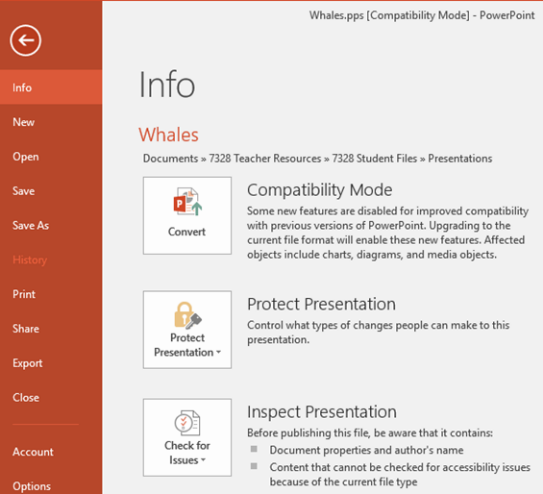 Whales.pps [Compatibility Mode] - PowerPoint
Info
New
Open
Save
Save As
History
Print
Share
Export
Close
Account
Options
Info
Whales
Documents » 7328 Teacher Resources » 7328 Student Files » Presentations
Convert
Compatibility Mode
Some new features are disabled for improved compatibility
with previous versions of PowerPoint. Upgrading to the
current file format will enable these new features. Affected
objects include charts, diagrams, and media objects.
Protect
Presentation
Protect Presentation
Control what types of changes people can make to this
presentation.
Check for
Issues
Inspect Presentation
Before publishing this file, be aware that it contains:
Document properties and author's name
Content that cannot be checked for accessibility issues
because of the current file type